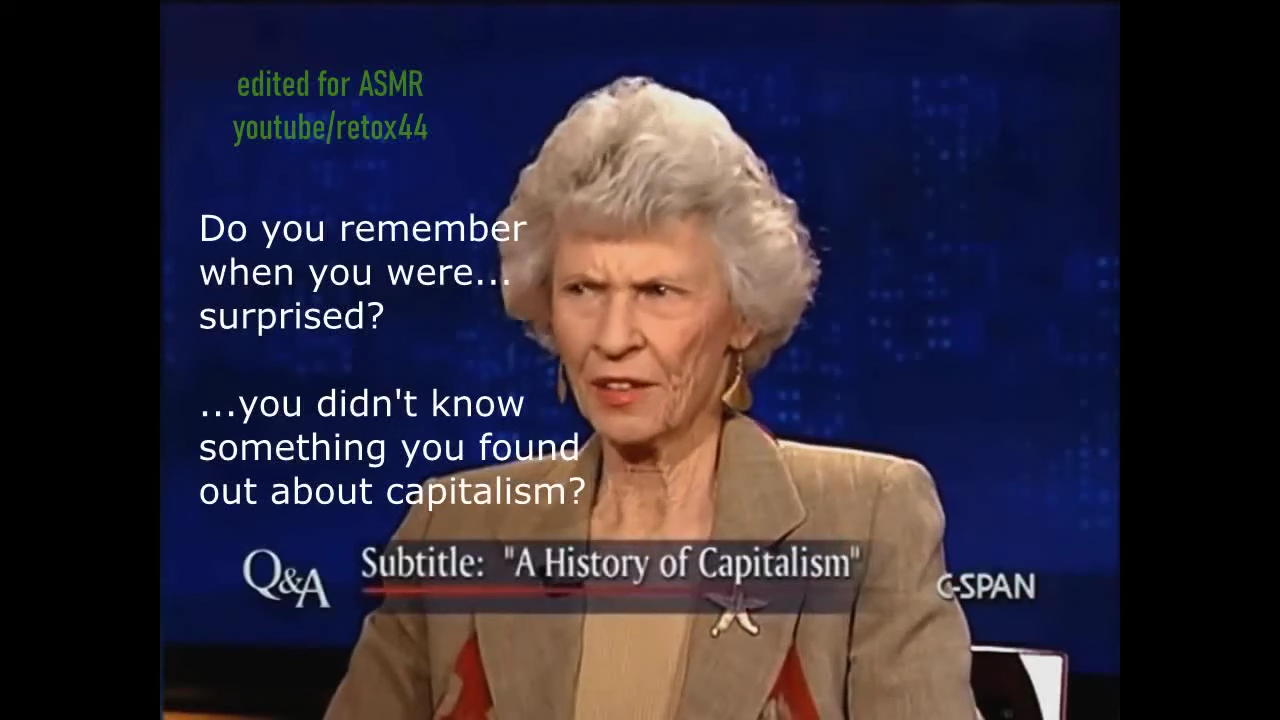 edited for ASMR
youtube/retox44
Do you remember
when you were...
surprised?
...you didn't know
something you found
out about capitalism?
Q&A
Subtitle: "A History of Capitalism"
C-SPAN